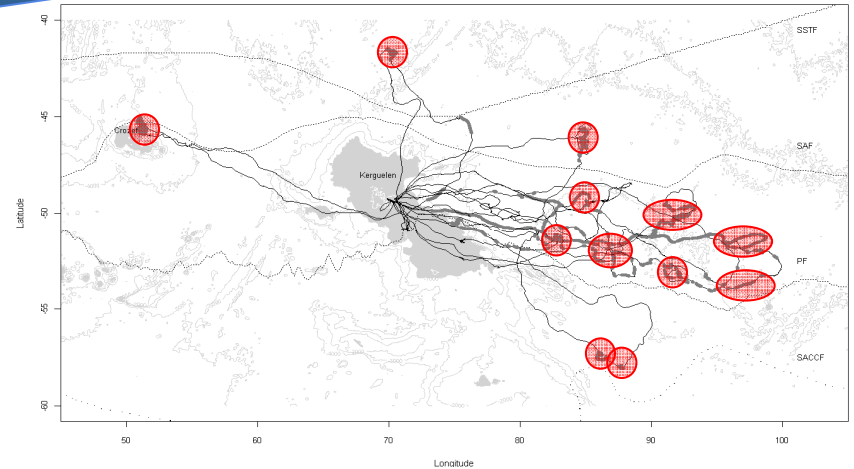 -40
SSTF
-45
Crozet
SAF
Kerguelen
Latitude
-50
PF
-55
SACCF
-60
50 60 70 80 90 100
Longitude